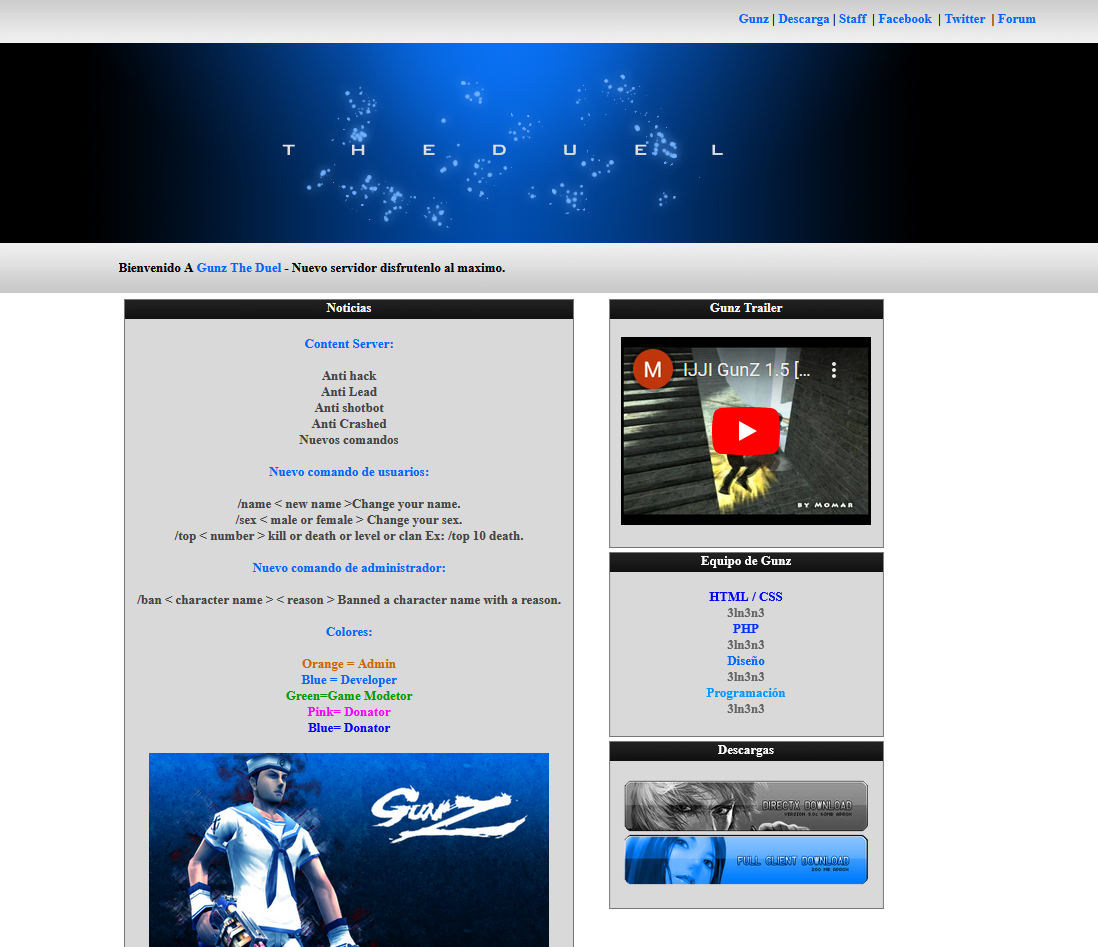 Gunz | Descarga | Staff | Facebook | Twitter | Forum
T H E D U E L
Bienvenido A Gunz The Duel - Nuevo servidor disfrutenlo al maximo.
Noticias
Content Server:
Anti hack
Anti Lead
Anti shotbot
Anti Crashed
Nuevos comandos
Nuevo comando de usuarios:
/name < new name >Change your name.
/sex < male or female > Change your sex.
/top < number > kill or death or level or clan Ex: /top 10 death.
Nuevo comando de administrador:
/ban < character name > < reason > Banned a character name with a reason.
Colores:
Orange = Admin
Blue = Developer
Green=Game Modetor
Pink= Donator
Blue= Donator
GunZ
Gunz Trailer
M
IJJI GunZ 1.5 [...
BY MOMAR
Equipo de Gunz
HTML / CSS
3ln3n3
PHP
3ln3n3
Diseño
3ln3n3
Programación
3ln3n3
Descargas
DIRECTX DOWNLOAD
VERSION 9.0c 60MB APROX
FULL CLIENT DOWNLOAD
200 MB APROX